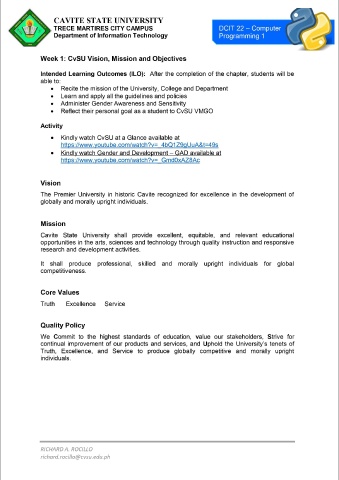 CAVITE STATE UNIVERSITY
TRECE MARTIRES CITY CAMPUS
Department of Information Technology
DCIT 22 – Computer
Programming 1
Week 1: CvSU Vision, Mission and Objectives
Intended Learning Outcomes (ILO): After the completion of the chapter, students will be
able to:
• Recite the mission of the University, College and Department
• Learn and apply all the guidelines and policies
• Administer Gender Awareness and Sensitivity
• Reflect their personal goal as a student to CvSU VMGO
Activity
• Kindly watch CvSU at a Glance available at
https://www.youtube.com/watch?v=_4bQ1Z9gUuA&t=49s
• Kindly watch Gender and Development – GAD available at
https://www.youtube.com/watch?v=_Gmd0xAZ8Ac
Vision
The Premier University in historic Cavite recognized for excellence in the development of
globally and morally upright individuals.
Mission
Cavite State University shall provide excellent, equitable, and relevant educational
opportunities in the arts, sciences and technology through quality instruction and responsive
research and development activities.
It shall produce professional, skilled and morally upright individuals for global
competitiveness.
Core Values
Truth Excellence Service
Quality Policy
We Commit to the highest standards of education, value our stakeholders, Strive for
continual improvement of our products and services, and Uphold the University's tenets of
Truth, Excellence, and Service to produce globally competitive and morally upright
individuals.
RICHARD A. ROCILLO
richard.rocillo@cvsu.edu.ph